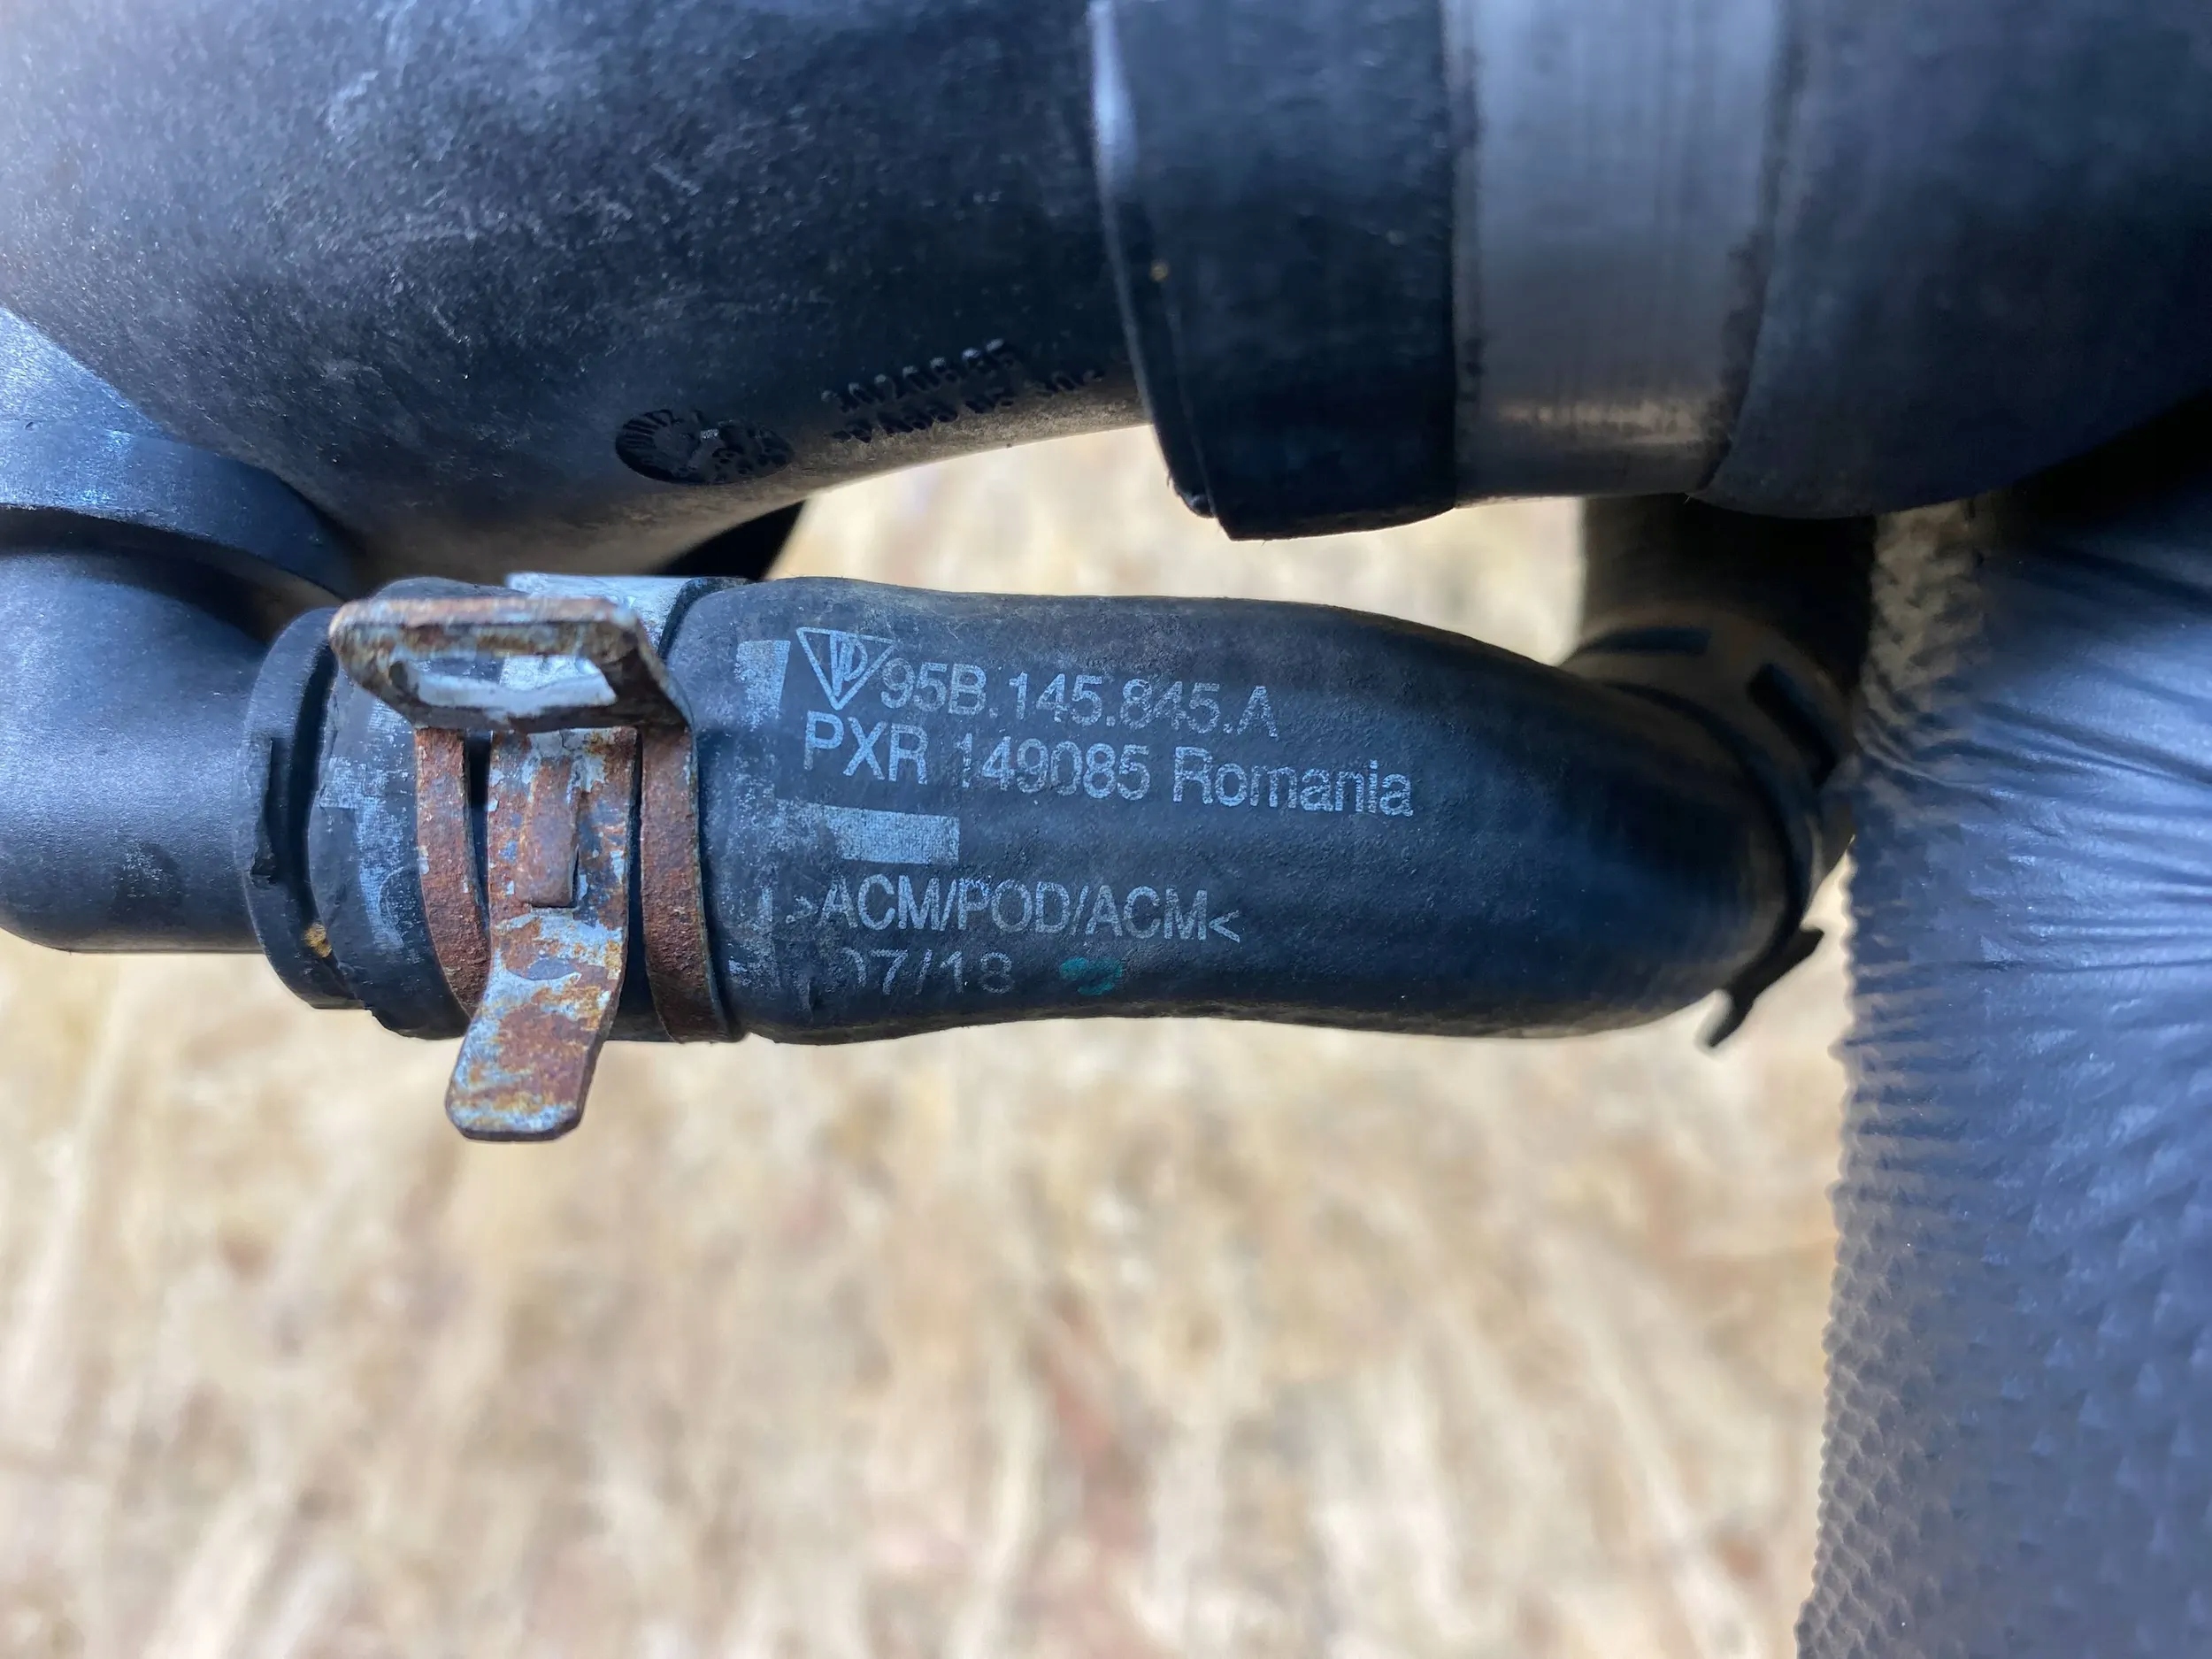 95B.145.845.A
PXR 149085 Romania
>ACM/POD/ACM<
07/18